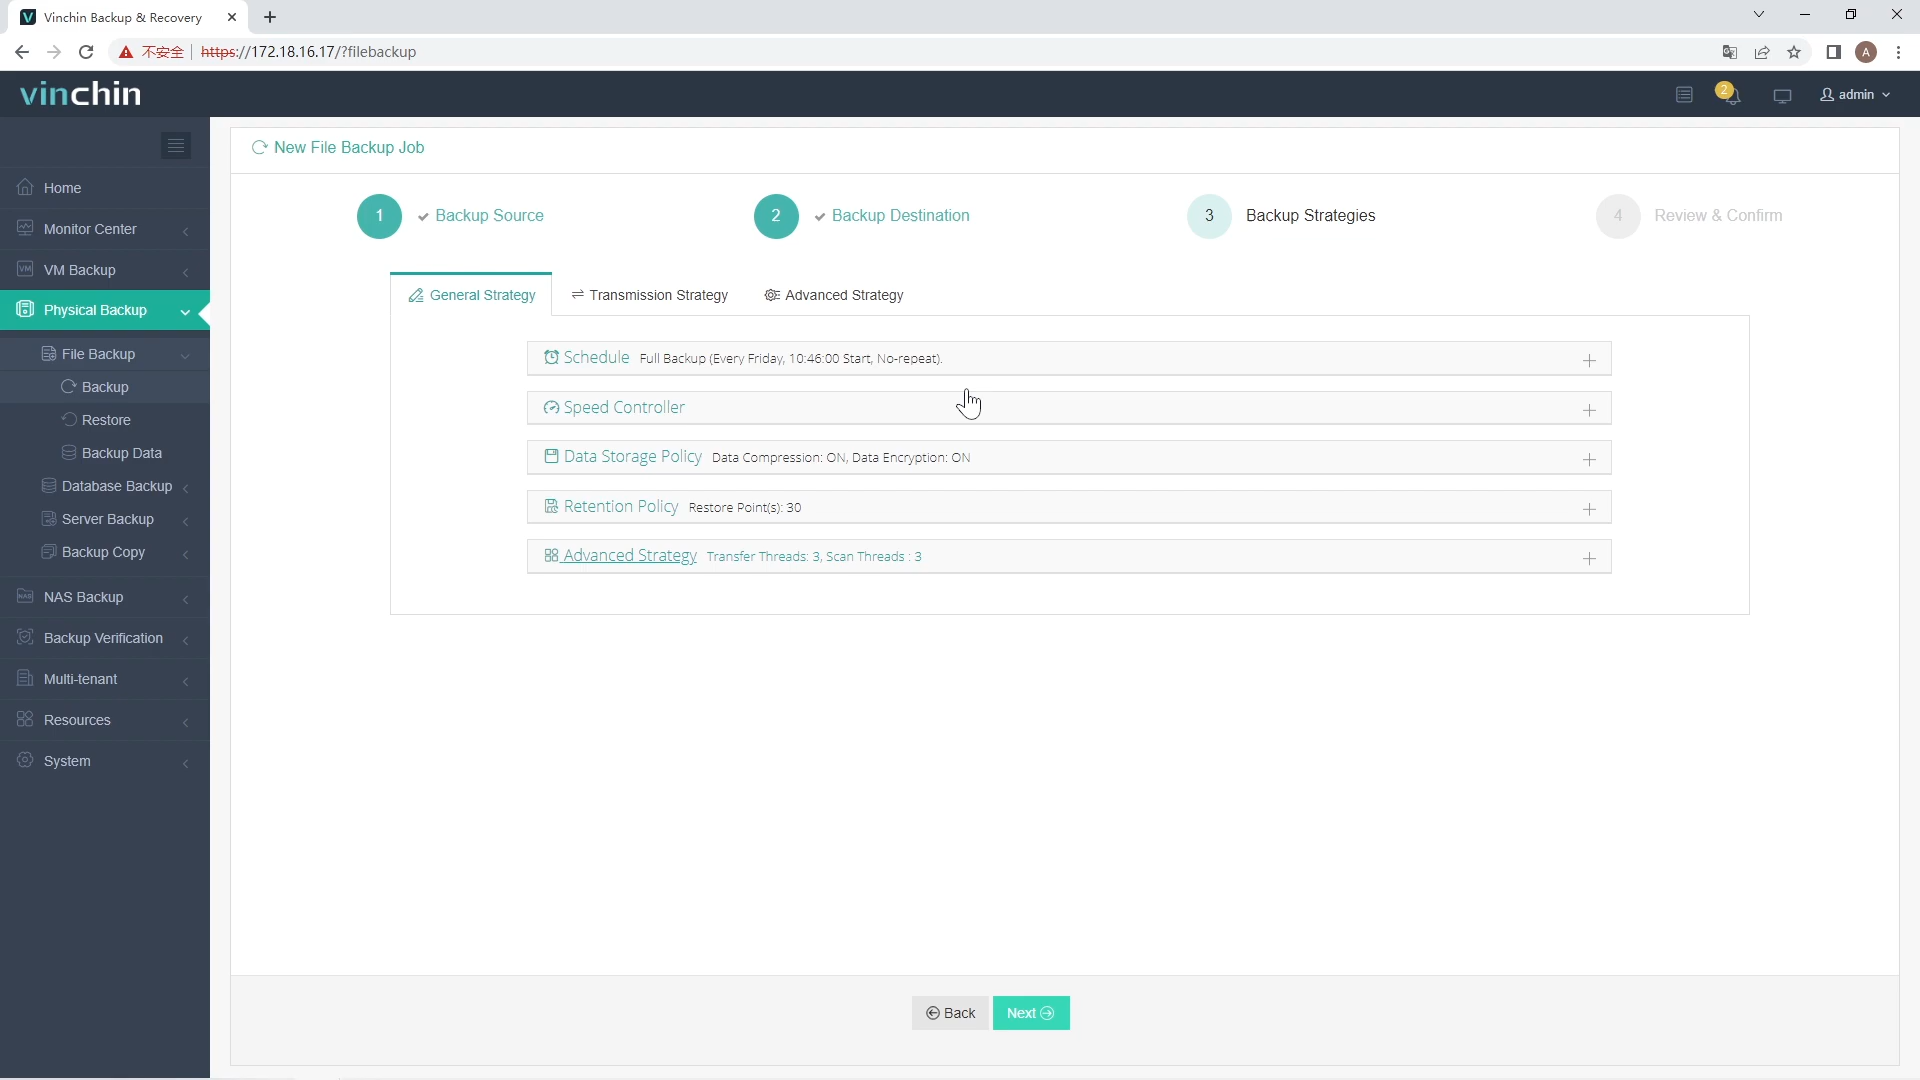 Vinchin Backup & Recovery
不安全 https://172.18.16.17/?filebackup
A
vinchin
2
admin
New File Backup Job
Home
Monitor Center
VM Backup
Physical Backup
File Backup
Backup
Restore
Backup Data
Database Backup
Server Backup
Backup Copy
NAS Backup
Backup Verification
Multi-tenant
Resources
System
1 Backup Source
2 Backup Destination
3 Backup Strategies
4 Review & Confirm
General Strategy
Transmission Strategy
Advanced Strategy
Schedule Full Backup (Every Friday, 10:46:00 Start, No-repeat).
Speed Controller
Data Storage Policy Data Compression: ON, Data Encryption: ON
Retention Policy Restore Point(s): 30
Advanced Strategy Transfer Threads: 3, Scan Threads : 3
Back
Next